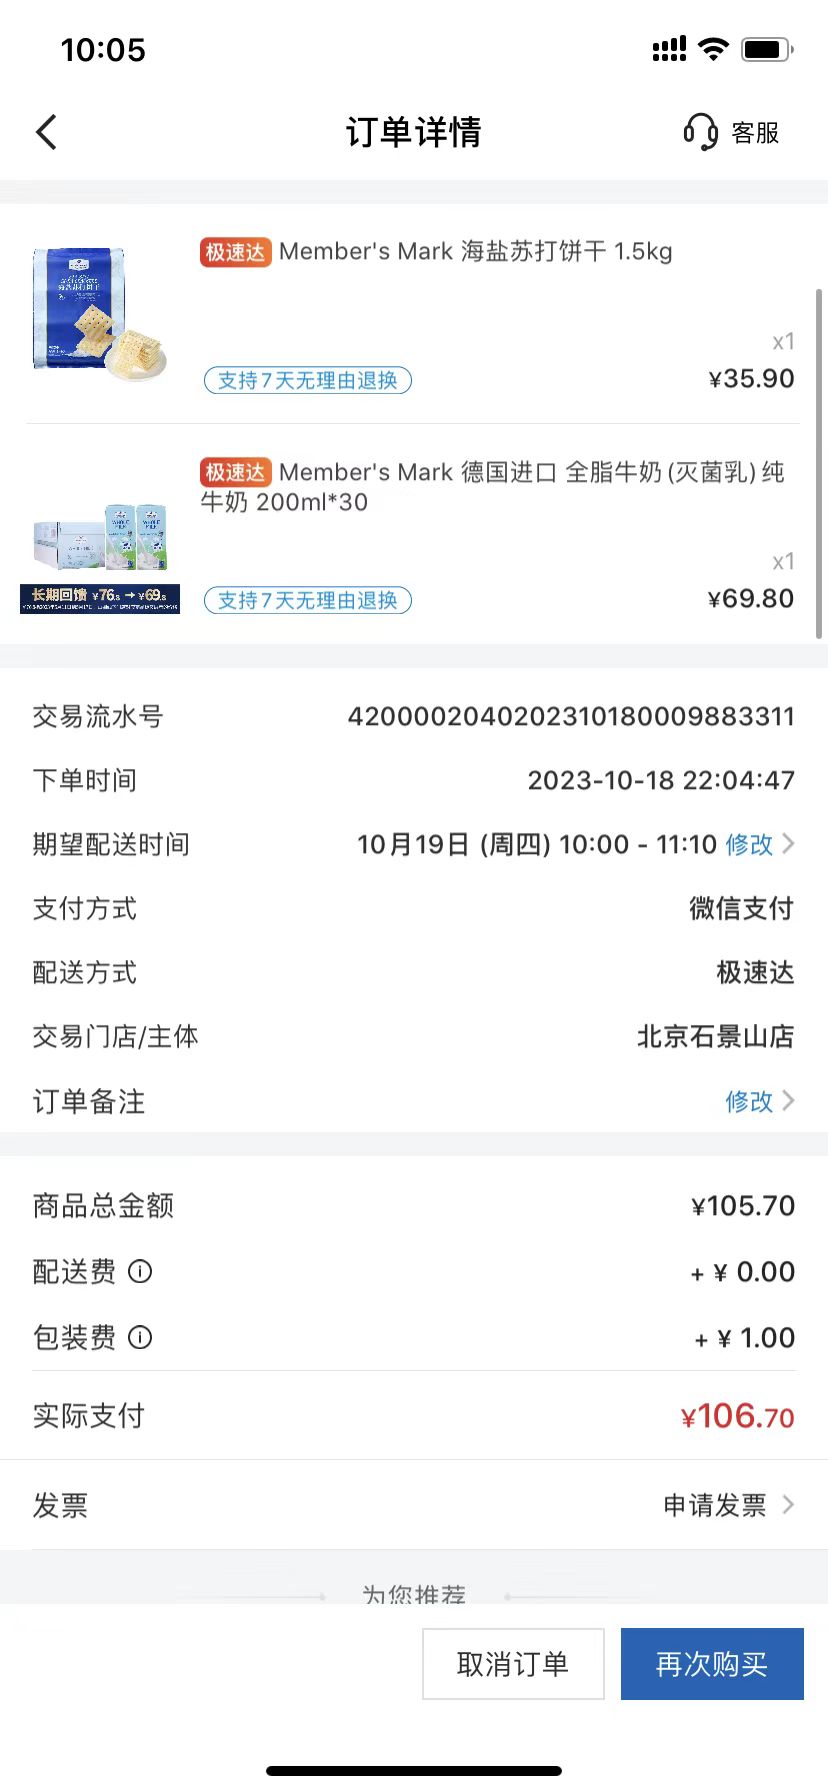 10:05
订单详情
客服
极速达 Member's Mark 海盐苏打饼干 1.5kg
x1
支持7天无理由退换
¥35.90
极速达 Member's Mark 德国进口 全脂牛奶(灭菌乳)纯
牛奶 200ml*30
WHOLE MILK WHOLE MILK
x1
长期回馈 ¥76.8→¥69.8
支持7天无理由退换
¥69.80
交易流水号 4200002040202310180009883311
下单时间 2023-10-18 22:04:47
期望配送时间 10月19日 (周四) 10:00 - 11:10 修改
支付方式 微信支付
配送方式 极速达
交易门店/主体 北京石景山店
订单备注 修改
商品总金额 ¥105.70
配送费 + ¥ 0.00
包装费 + ¥ 1.00
实际支付 ¥106.70
发票 申请发票
为您推荐
取消订单 再次购买